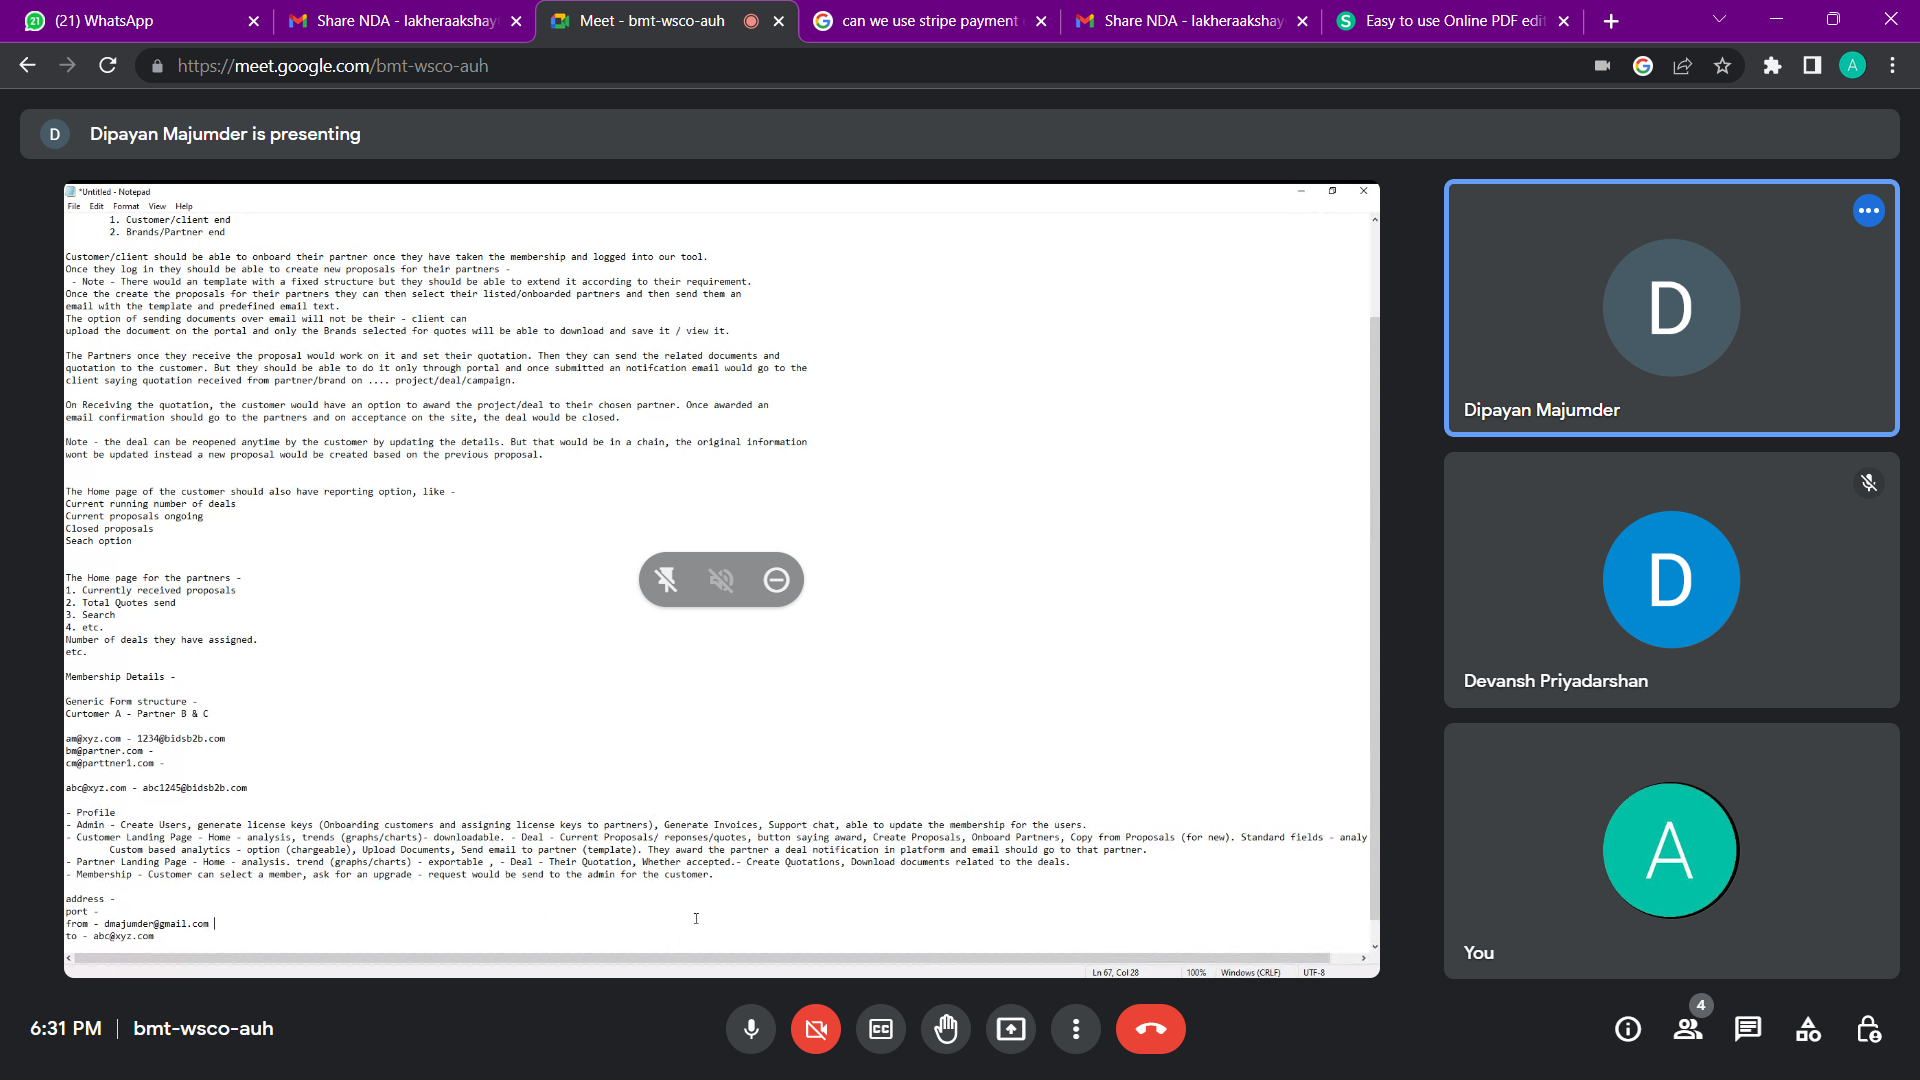 (21) WhatsApp
Share NDA - lakheraakshay
Meet - bmt-wsco-auh
can we use stripe payment
Share NDA - lakheraakshay
Easy to use Online PDF edit
https://meet.google.com/bmt-wsco-auh
A
D
Dipayan Majumder is presenting
*Untitled - Notepad
File Edit Format View Help
1. Customer/client end
2. Brands/Partner end
Customer/client should be able to onboard their partner once they have taken the membership and logged into our tool.
Once they log in they should be able to create new proposals for their partners -
- Note - There would an template with a fixed structure but they should be able to extend it according to their requirement.
Once the create the proposals for their partners they can then select their listed/onboarded partners and then send them an
email with the template and predefined email text.
The option of sending documents over email will not be their - client can
upload the document on the portal and only the Brands selected for quotes will be able to download and save it / view it.
The Partners once they receive the proposal would work on it and set their quotation. Then they can send the related documents and
quotation to the customer. But they should be able to do it only through portal and once submitted an notifcation email would go to the
client saying quotation received from partner/brand on .... project/deal/campaign.
On Receiving the quotation, the customer would have an option to award the project/deal to their chosen partner. Once awarded an
email confirmation should go to the partners and on acceptance on the site, the deal would be closed.
Note - the deal can be reopened anytime by the customer by updating the details. But that would be in a chain, the original information
wont be updated instead a new proposal would be created based on the previous proposal.
The Home page of the customer should also have reporting option, like -
Current running number of deals
Current proposals ongoing
Closed proposals
Seach option
The Home page for the partners -
1. Currently received proposals
2. Total Quotes send
3. Search
4. etc.
Number of deals they have assigned.
etc.
Membership Details -
Generic Form structure -
Curtomer A - Partner B & C
am@xyz.com - 1234@bidsb2b.com
bm@partner.com -
cm@parttner1.com -
abc@xyz.com - abc1245@bidsb2b.com
- Profile
- Admin - Create Users, generate license keys (Onboarding customers and assigning license keys to partners), Generate Invoices, Support chat, able to update the membership for the users.
- Customer Landing Page - Home - analysis, trends (graphs/charts)- downloadable. - Deal - Current Proposals/ reponses/quotes, button saying award, Create Proposals, Onboard Partners, Copy from Proposals (for new). Standard fields - analy
Custom based analytics - option (chargeable), Upload Documents, Send email to partner (template). They award the partner a deal notification in platform and email should go to that partner.
- Partner Landing Page - Home - analysis. trend (graphs/charts) - exportable , - Deal - Their Quotation, Whether accepted.- Create Quotations, Download documents related to the deals.
- Membership - Customer can select a member, ask for an upgrade - request would be send to the admin for the customer.
address -
port -
from - dmajumder@gmail.com
to - abc@xyz.com
Ln 67, Col 28 100% Windows (CRLF) UTF-8
D
Dipayan Majumder
D
Devansh Priyadarshan
A
You
6:31 PM | bmt-wsco-auh
CC
4